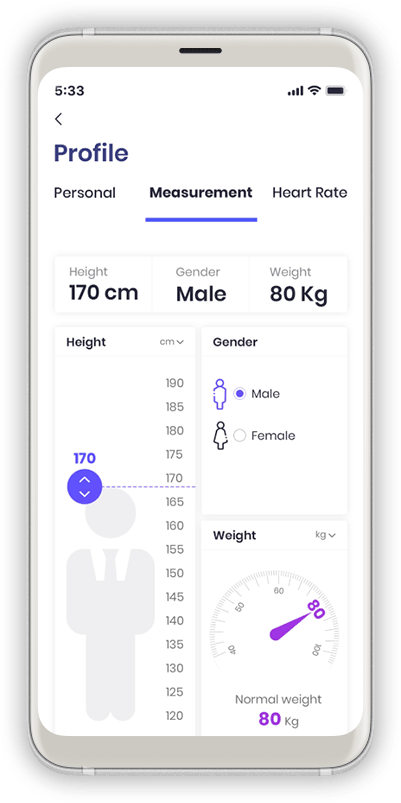 5:33
Profile
Personal Measurement Heart Rate
Height Gender Weight
170 cm Male 80 Kg
Height cm
190
185
180
175
170
170
165
160
155
150
145
140
135
130
125
120
Gender
Male
Female
Weight kg
40 50 60 80 100
Normal weight
80 Kg